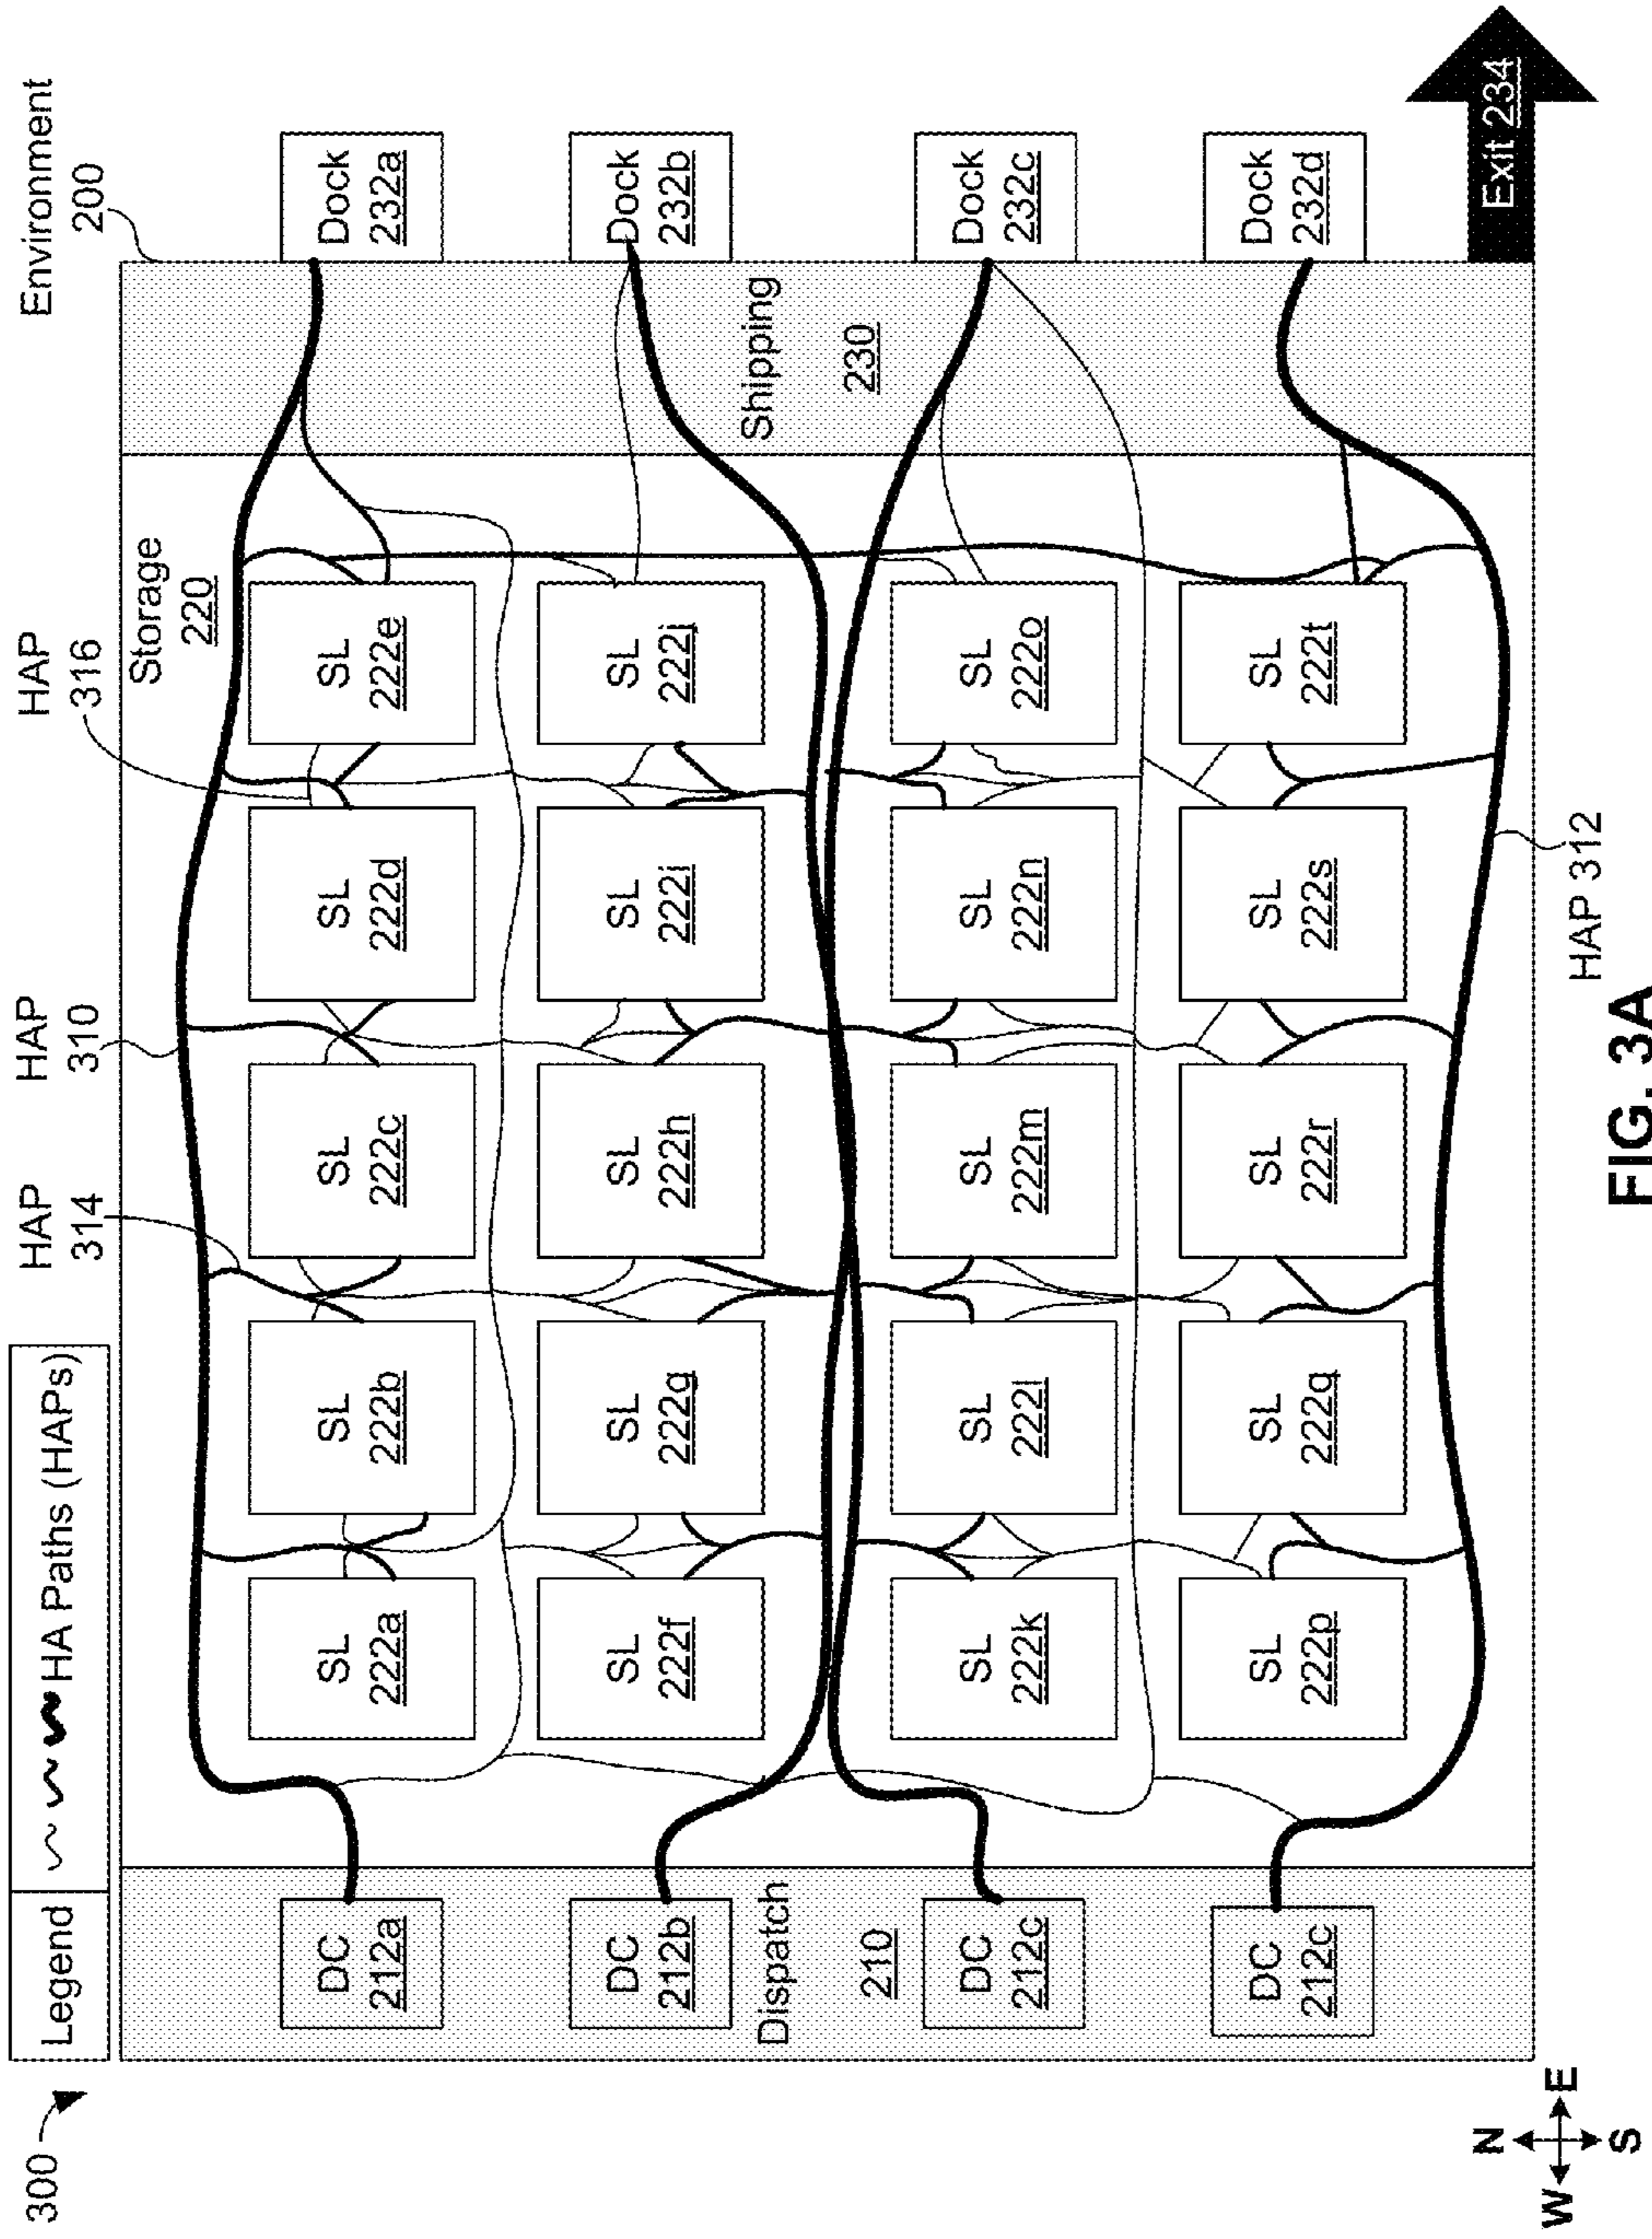 300
Legend
HA Paths (HAPs)
HAP
314
HAP
310
HAP
316
Environment
200
Storage
220
DC
212a
SL
222a
SL
222b
SL
222c
SL
222d
SL
222e
Dock
232a
DC
212b
SL
222f
SL
222g
SL
222h
SL
222i
SL
222j
Dock
232b
Dispatch
210
Shipping
230
DC
212c
SL
222k
SL
222l
SL
222m
SL
222n
SL
222o
Dock
232c
DC
212c
SL
222p
SL
222q
SL
222r
SL
222s
SL
222t
Dock
232d
Exit 234
HAP 312
N
W
E
S
FIG. 3A